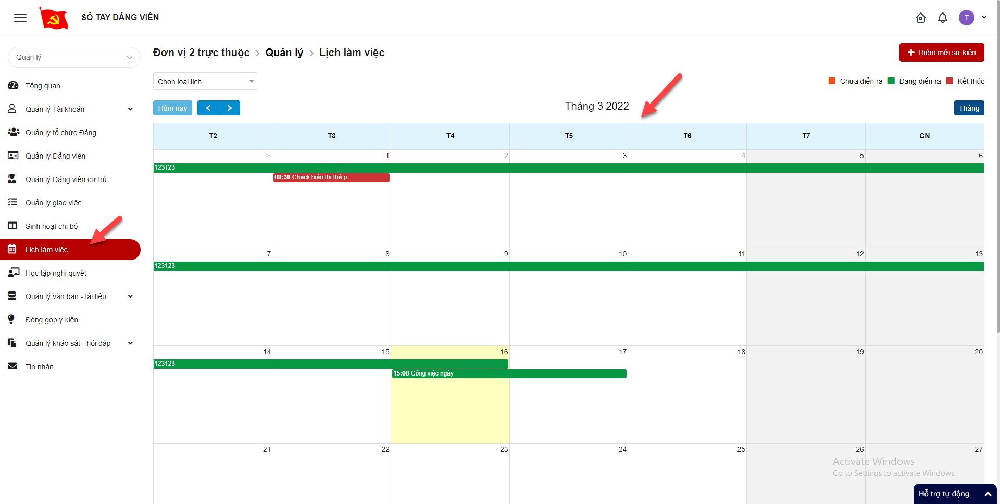 SỔ TAY ĐẢNG VIÊN
T
Quản lý
Tổng quan
Quản lý Tài khoản
Quản lý tổ chức Đảng
Quản lý Đảng viên
Quản lý Đảng viên cư trú
Quản lý giao việc
Sinh hoạt chi bộ
Lịch làm việc
Học tập nghị quyết
Quản lý văn bản - tài liệu
Đóng góp ý kiến
Quản lý khảo sát - hỏi đáp
Tin nhắn
Đơn vị 2 trực thuộc > Quản lý > Lịch làm việc
+ Thêm mới sự kiện
Chọn loại lịch
Chưa diễn ra Đang diễn ra Kết thúc
Hôm nay < >
Tháng 3 2022
Tháng
T2 T3 T4 T5 T6 T7 CN
28 1 2 3 4 5 6
123123
08:38 Check hiển thị thẻ p
7 8 9 10 11 12 13
123123
14 15 16 17 18 19 20
123123
15:08 Công việc ngày
21 22 23 24 25 26 27
Activate Windows
Go to Settings to activate Windows.
Hỗ trợ tự động